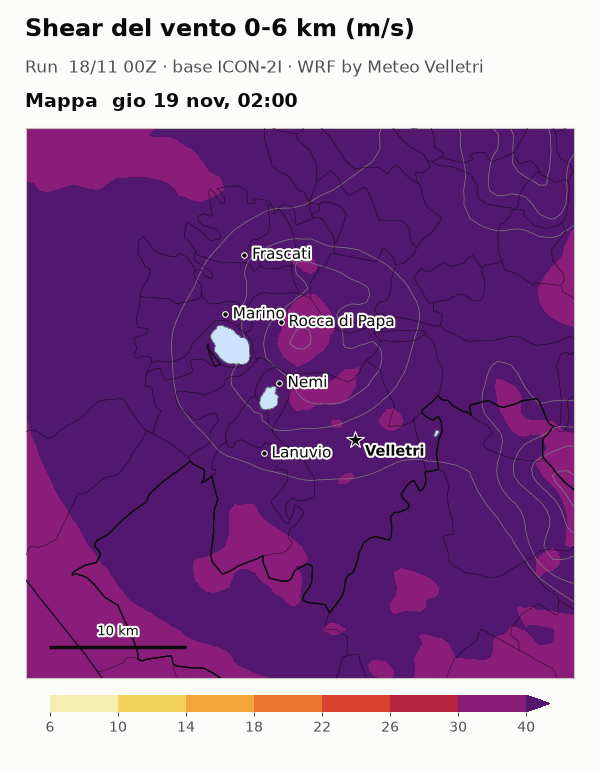 Shear del vento 0-6 km (m/s)
Run  18/11 00Z · base ICON-2I · WRF by Meteo Velletri
Mappa  gio 19 nov, 02:00
Frascati
Marino
Rocca di Papa
Nemi
Lanuvio
Velletri
10 km
6 10 14 18 22 26 30 40